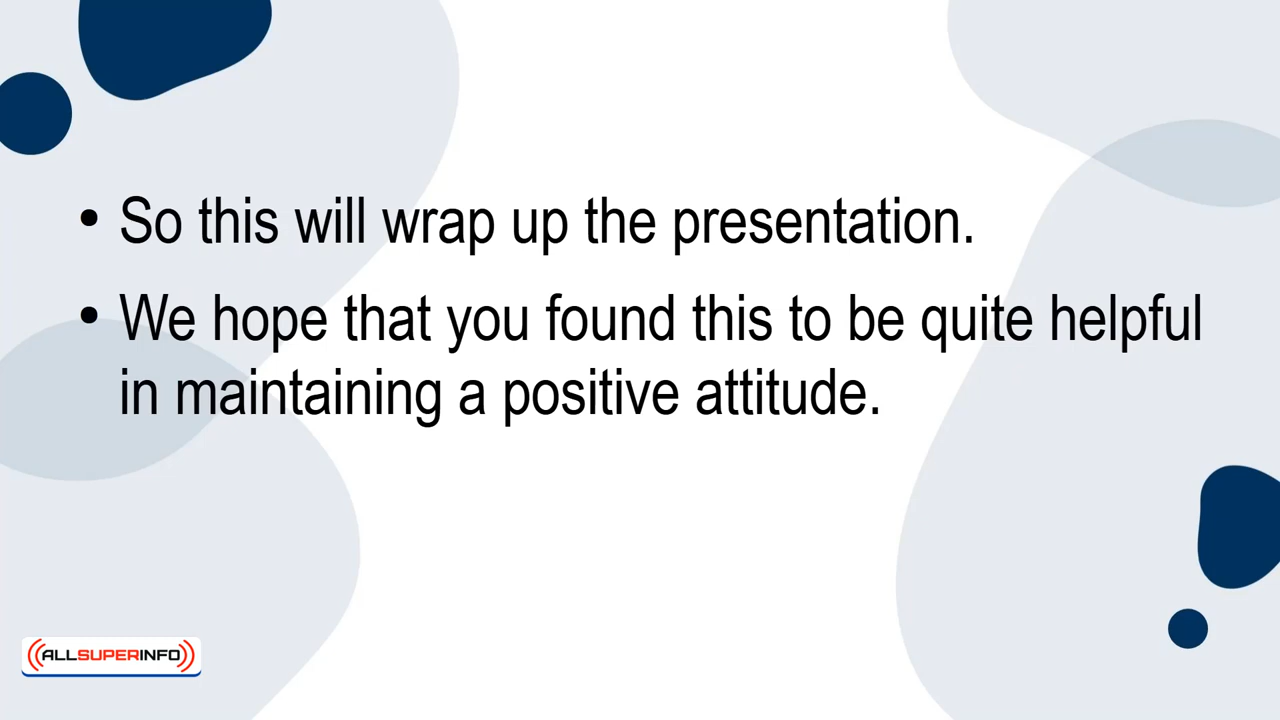 • So this will wrap up the presentation.
• We hope that you found this to be quite helpful
in maintaining a positive attitude.
((ALLSUPERINFO))